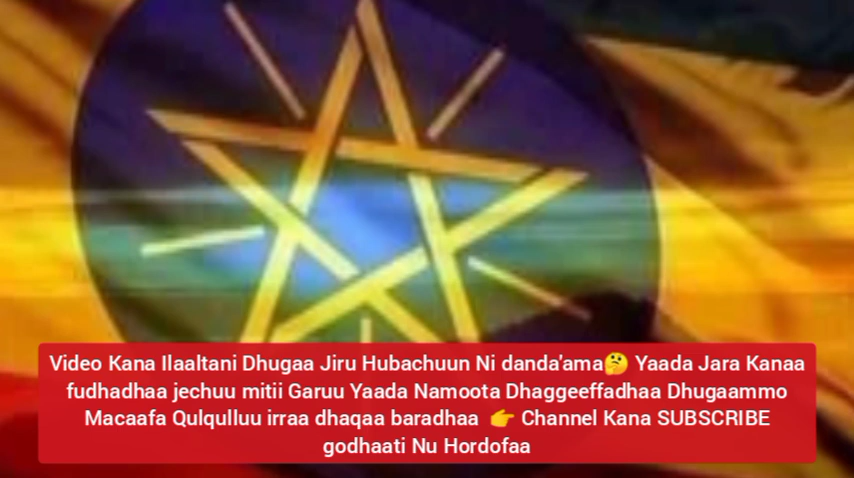 Video Kana Ilaaltani Dhugaa Jiru Hubachuun Ni danda'ama🤔 Yaada Jara Kanaa
fudhadhaa jechuu mitii Garuu Yaada Namoota Dhaggeeffadhaa Dhugaammo
Macaafa Qulqulluu irraa dhaqaa baradhaa 👉 Channel Kana SUBSCRIBE
godhaati Nu Hordofaa